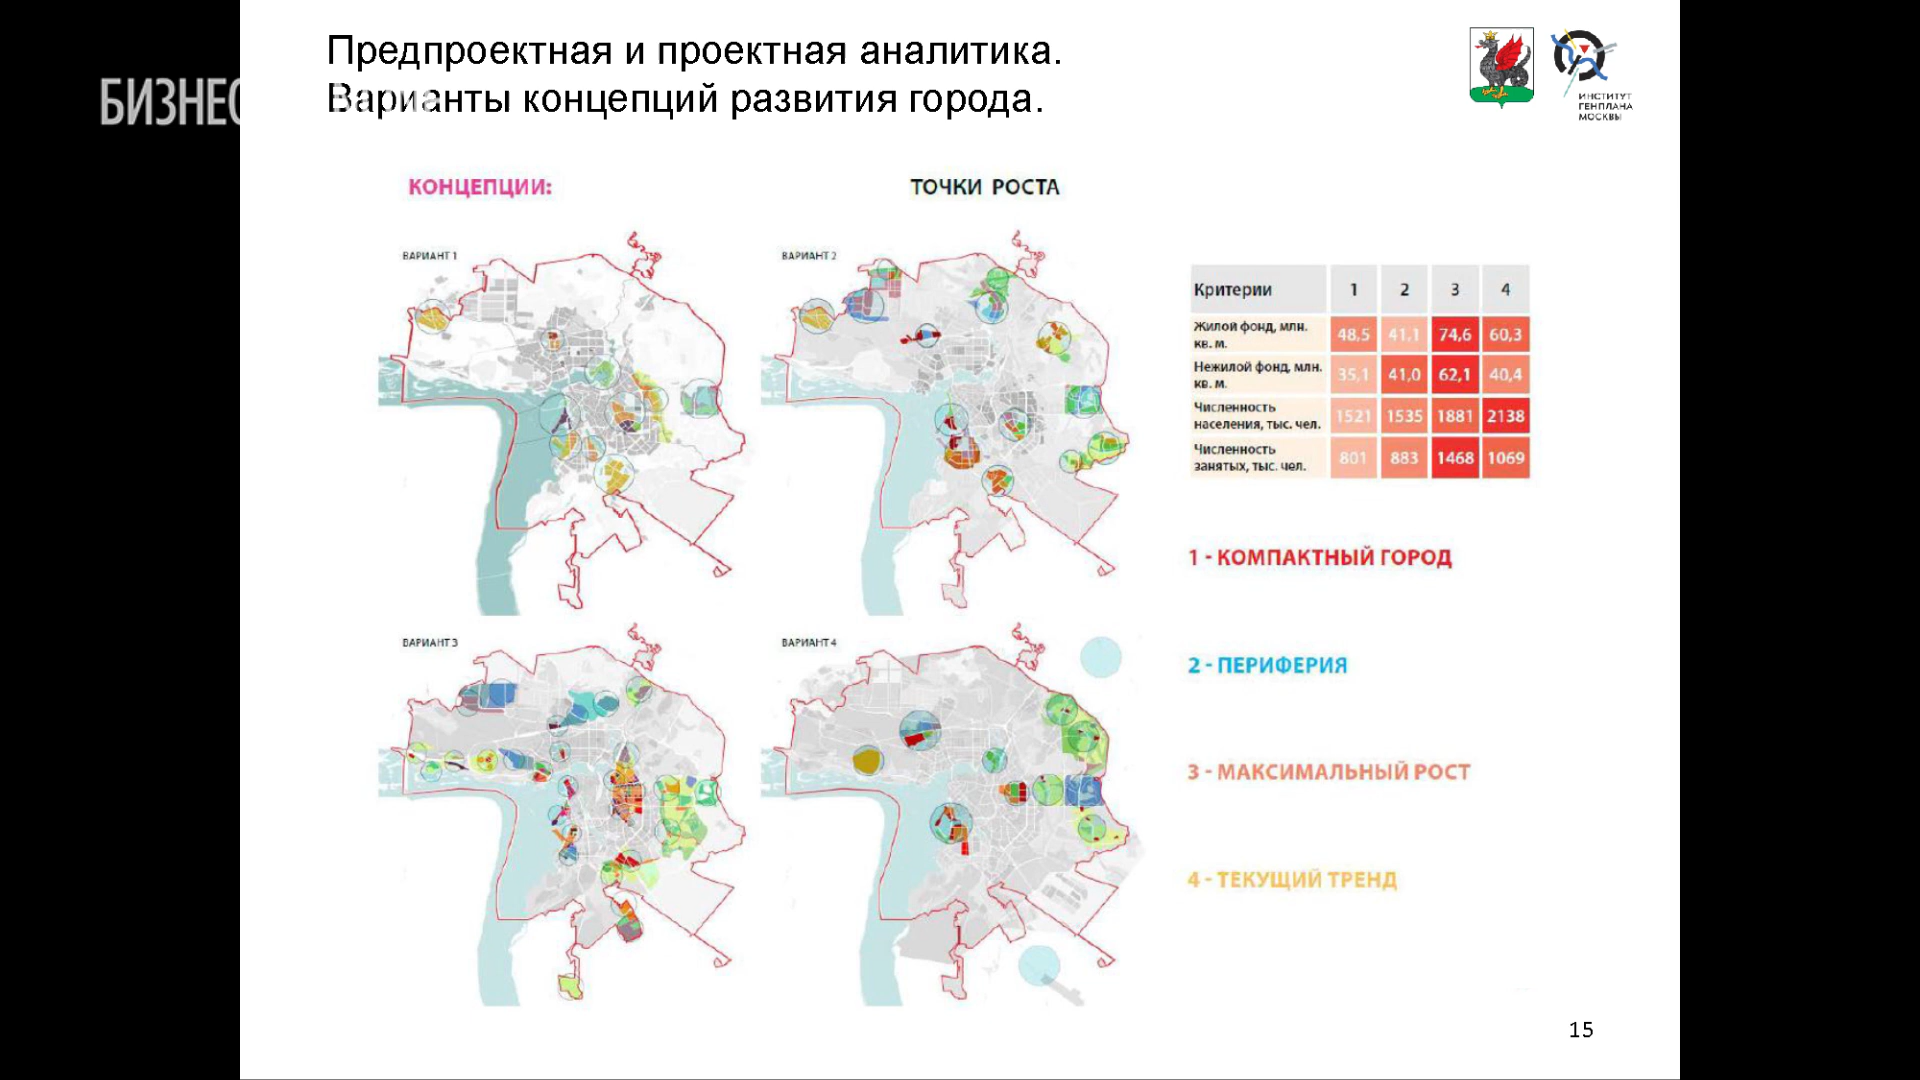 Предпроектная и проектная аналитика.
Варианты концепций развития города.
БИЗНЕС
ИНСТИТУТ
ГЕНПЛАНА
МОСКВЫ
КОНЦЕПЦИИ:
ТОЧКИ РОСТА
ВАРИАНТ 1
ВАРИАНТ 2
ВАРИАНТ 3
ВАРИАНТ 4
Критерии 1 2 3 4
Жилой фонд, млн.
кв. м.
48,5 41,1 74,6 60,3
Нежилой фонд, млн.
кв. м.
35,1 41,0 62,1 40,4
Численность
населения, тыс. чел.
1521 1535 1881 2138
Численность
занятых, тыс. чел.
801 883 1468 1069
1 - КОМПАКТНЫЙ ГОРОД
2 - ПЕРИФЕРИЯ
3 - МАКСИМАЛЬНЫЙ РОСТ
4 - ТЕКУЩИЙ ТРЕНД
15